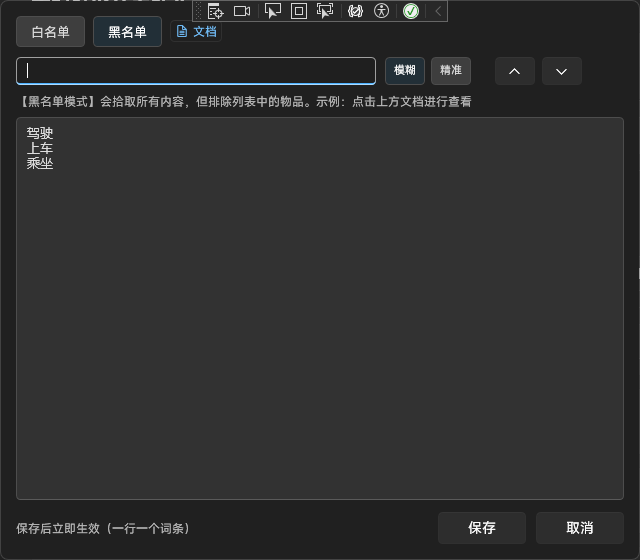 白名单
黑名单
文档
模糊
精准
【黑名单模式】会拾取所有内容，但排除列表中的物品。示例：点击上方文档进行查看
驾驶
上车
乘坐
保存后立即生效（一行一个词条）
保存
取消